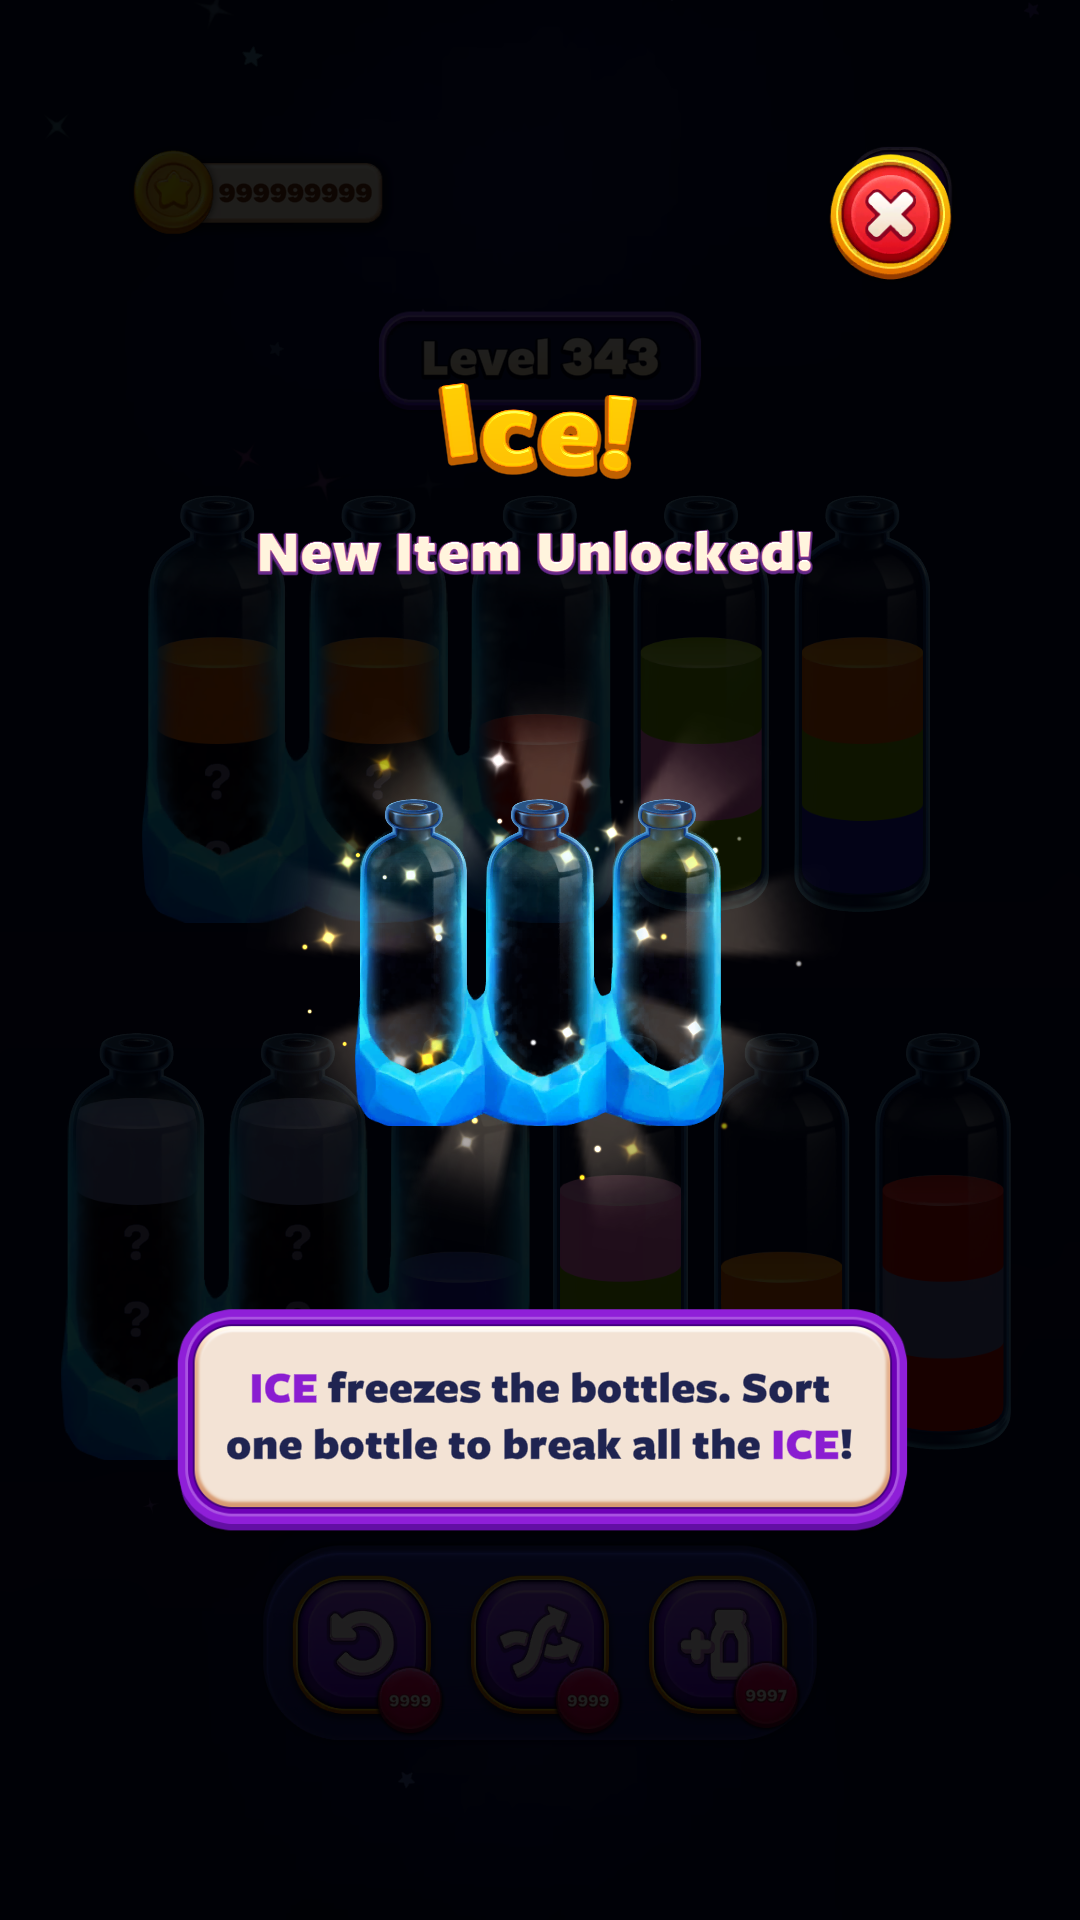 999999999
Level 343
Ice!
New Item Unlocked!
? ?
?
? ?
? ?
?
ICE freezes the bottles. Sort
one bottle to break all the ICE!
9999 9999 9997